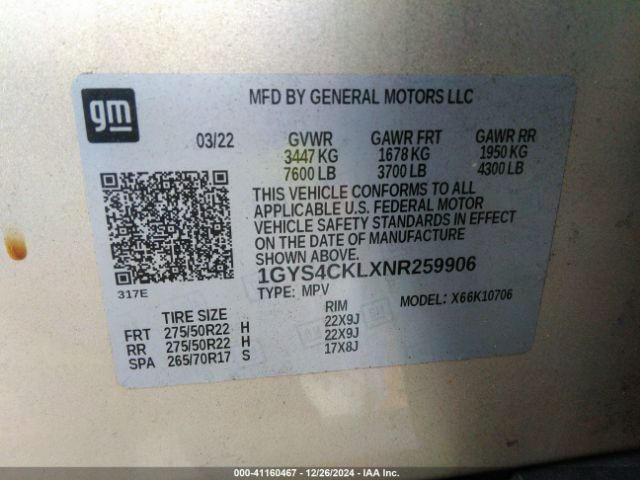 gm
MFD BY GENERAL MOTORS LLC
03/22 GVWR GAWR FRT GAWR RR
3447 KG 1678 KG 1950 KG
7600 LB 3700 LB 4300 LB
THIS VEHICLE CONFORMS TO ALL
APPLICABLE U.S. FEDERAL MOTOR
VEHICLE SAFETY STANDARDS IN EFFECT
ON THE DATE OF MANUFACTURE
SHOWN ABOVE.
317E
1GYS4CKLXNR259906
TYPE: MPV MODEL: X66K10706
TIRE SIZE RIM
FRT 275/50R22 H 22X9J
RR 275/50R22 H 22X9J
SPA 265/70R17 S 17X8J
000-41160467 - 12/26/2024 - IAA Inc.